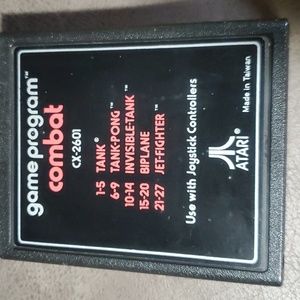 game program™
combat
CX-2601
1-5 TANK®
6-9 TANK-PONG™
10-14 INVISIBLE-TANK™
15-20 BIPLANE
21-27 JET-FIGHTER™
Use with Joystick Controllers
ATARI®
Made in Taiwan